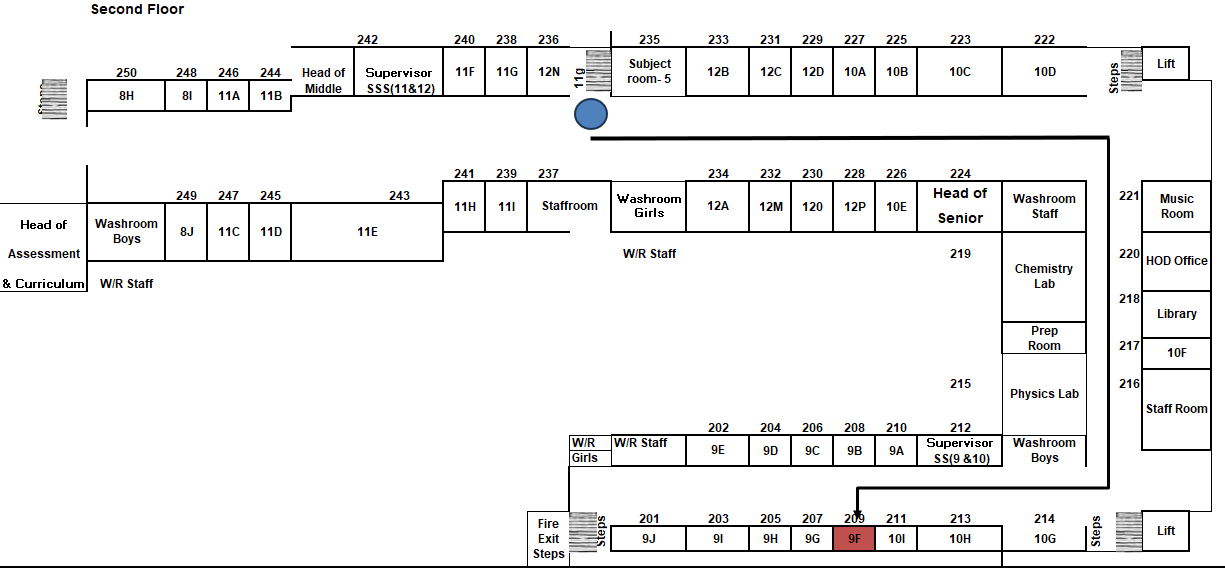 Second Floor
242 240 238 236 235 233 231 229 227 225 223 222
250 248 246 244
Head of
Middle
Supervisor
SSS(11&12)
11F 11G 12N
11g
Subject
room- 5
12B 12C 12D 10A 10B 10C 10D
Steps
Lift
Steps
8H 8I 11A 11B
241 239 237 234 232 230 228 226 224
249 247 245 243
221
Head of
Assessment
& Curriculum
Washroom
Boys
8J 11C 11D 11E
11H 11I Staffroom
Washroom
Girls
12A 12M 120 12P 10E
Head of
Senior
Washroom
Staff
Music
Room
W/R Staff
W/R Staff
219
220
HOD Office
Chemistry
Lab
218
Library
Prep
Room
217
10F
215
216
Physics Lab
Staff Room
202 204 206 208 210 212
W/R
Girls
W/R Staff
9E 9D 9C 9B 9A
Supervisor
SS(9 &10)
Washroom
Boys
201 203 205 207 209 211 213 214
Fire
Exit
Steps
Steps
9J 9I 9H 9G 9F 10I 10H 10G
Steps
Lift